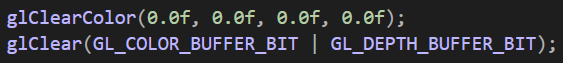 glClearColor(0.0f, 0.0f, 0.0f, 0.0f);
glClear(GL_COLOR_BUFFER_BIT | GL_DEPTH_BUFFER_BIT);